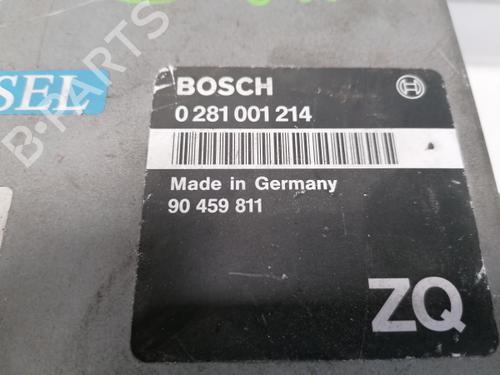 B-PARTS
SEL
BOSCH
0 281 001 214
Made in Germany
90 459 811
ZQ